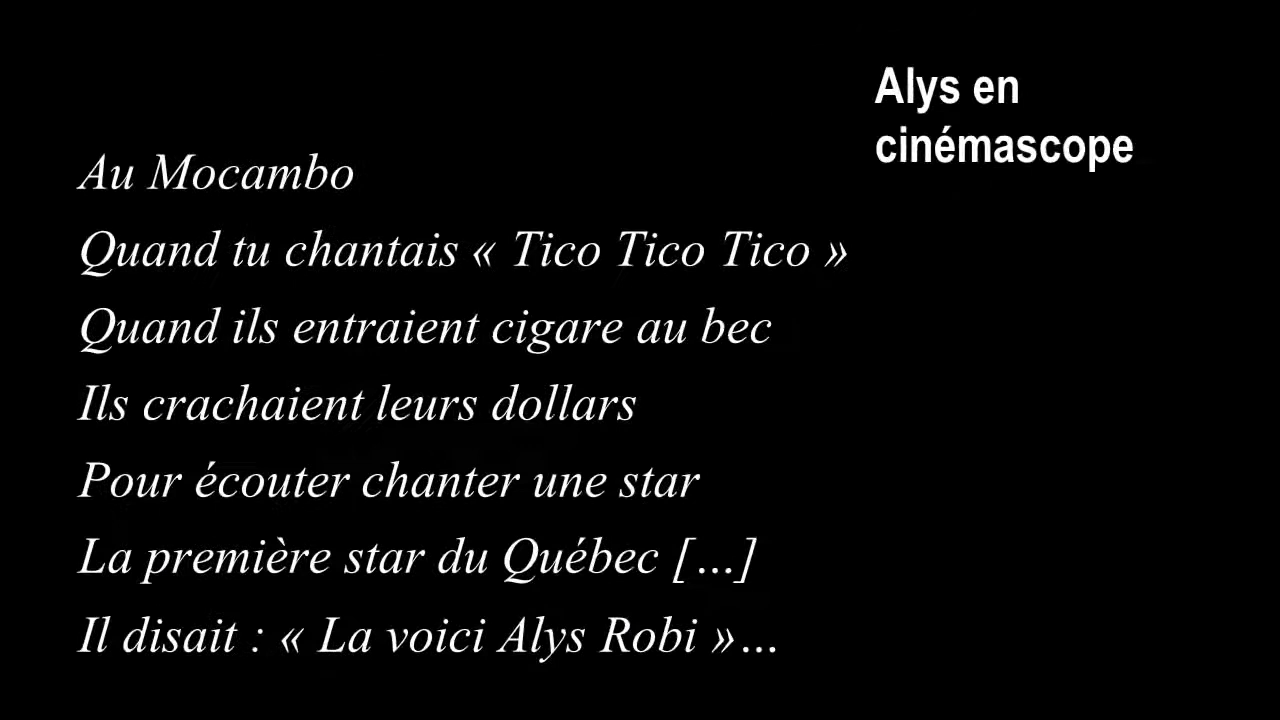 Alys en
cinémascope
Au Mocambo
Quand tu chantais « Tico Tico Tico »
Quand ils entraient cigare au bec
Ils crachaient leurs dollars
Pour écouter chanter une star
La première star du Québec [...]
Il disait : « La voici Alys Robi »...